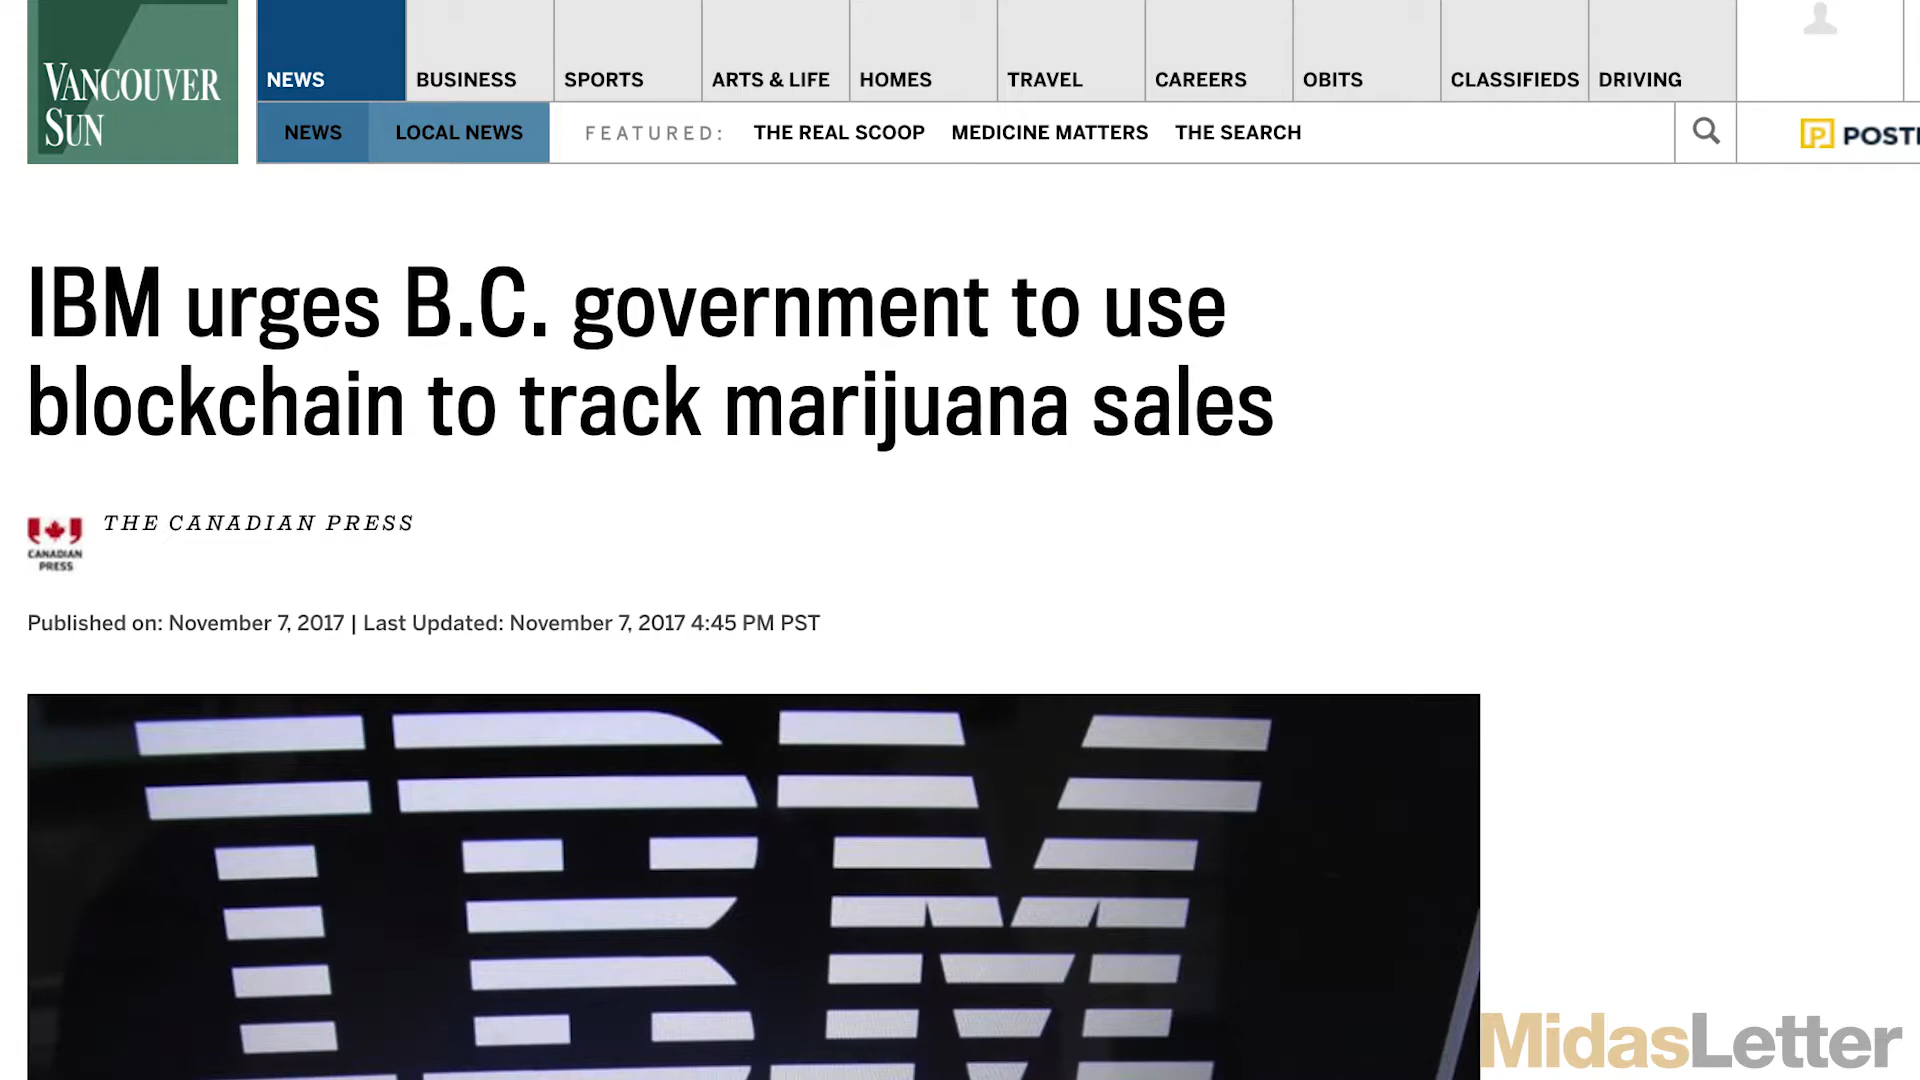 VANCOUVER
SUN
NEWS BUSINESS SPORTS ARTS & LIFE HOMES TRAVEL CAREERS OBITS CLASSIFIEDS DRIVING
NEWS LOCAL NEWS FEATURED: THE REAL SCOOP MEDICINE MATTERS THE SEARCH
P POSTM
IBM urges B.C. government to use
blockchain to track marijuana sales
THE CANADIAN PRESS
CANADIAN
PRESS
Published on: November 7, 2017 | Last Updated: November 7, 2017 4:45 PM PST
IBM
MidasLetter